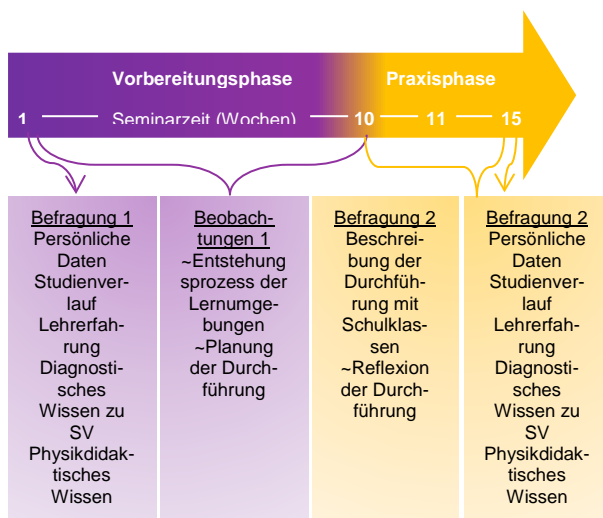 Vorbereitungsphase Praxisphase
1 Seminarzeit (Wochen) 10 11 15
Befragung 1
Persönliche
Daten
Studienver-
lauf
Lehrerfah-
rung
Diagnosti-
sches
Wissen zu
SV
Physikdidak-
tisches
Wissen
Beobach-
tungen 1
~Entstehung
sprozess der
Lernumge-
bungen
~Planung
der Durch-
führung
Befragung 2
Beschrei-
bung der
Durchfüh-
rung mit
Schulklas-
sen
~Reflexion
der Durch-
führung
Befragung 2
Persönliche
Daten
Studienver-
lauf
Lehrerfah-
rung
Diagnosti-
sches
Wissen zu
SV
Physikdidak-
tisches
Wissen